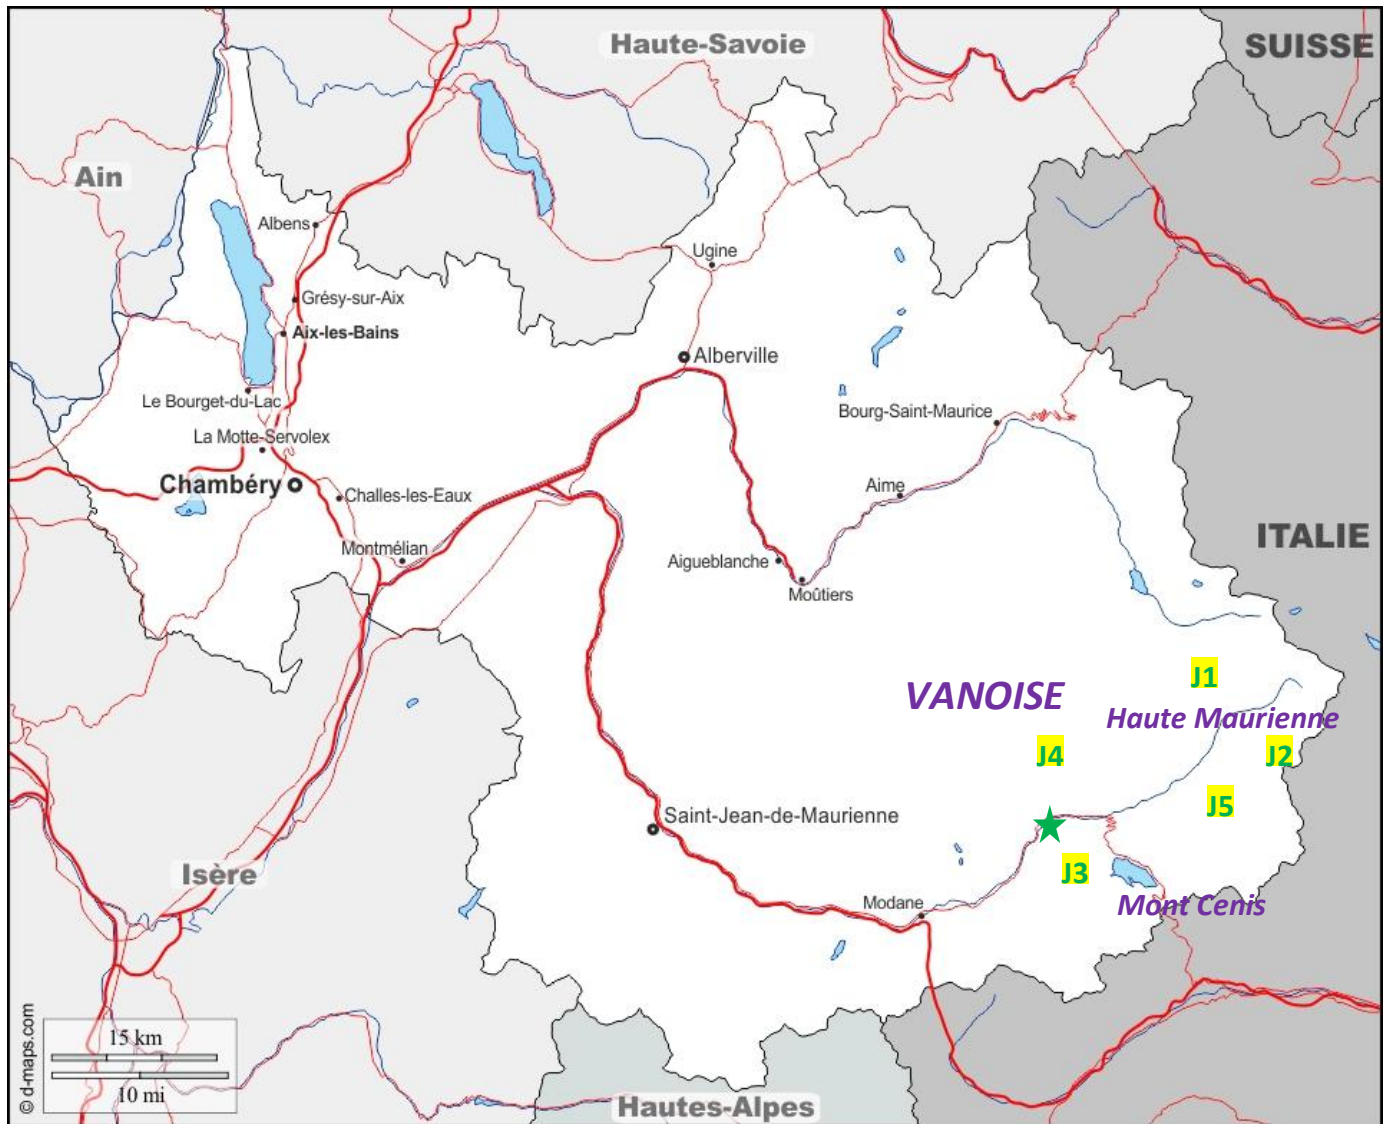 Haute-Savoie
SUISSE
Ain
Albens
Ugine
Grésy-sur-Aix
Aix-les-Bains
Alberville
Le Bourget-du-Lac
Bourg-Saint-Maurice
La Motte-Servolex
Chambéry
Challes-les-Eaux
Aime
ITALIE
Montmélian
Aigueblanche
Moûtiers
J1
VANOISE
Haute Maurienne
J4
J2
J5
Saint-Jean-de-Maurienne
J3
Isère
Modane
Mont Cenis
© d-maps.com
15 km
10 mi
Hautes-Alpes